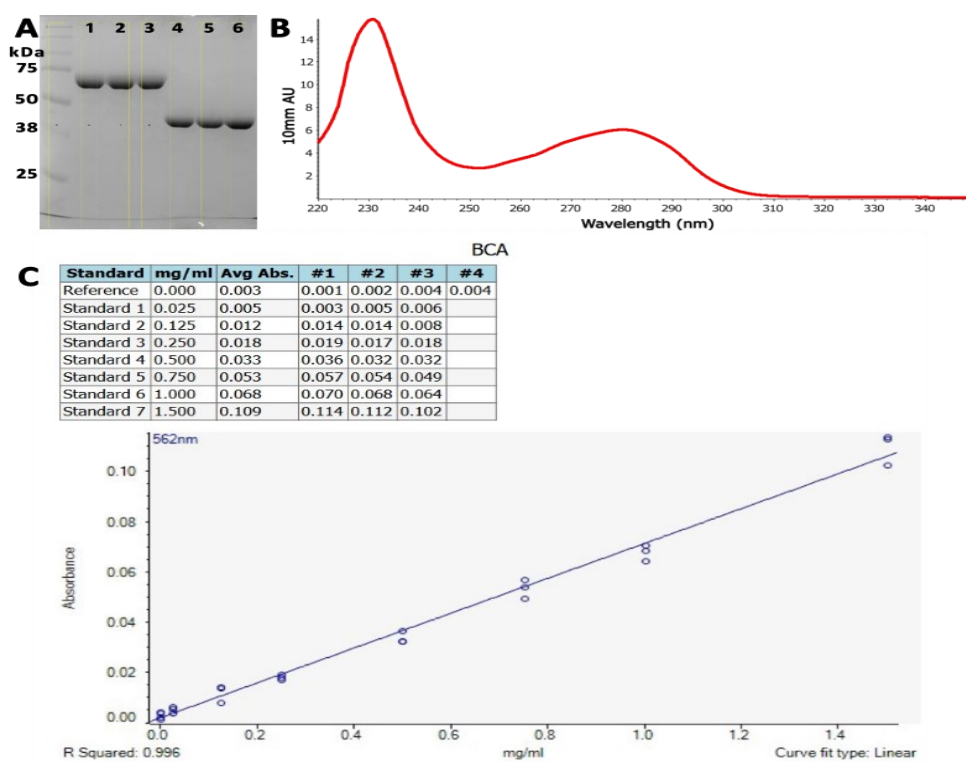 A
1 2 3 4 5 6
kDa
75
50
38
25
B
10mm AU
14
12
10
8
6
4
2
220 230 240 250 260 270 280 290 300 310 320 330 340
Wavelength (nm)
BCA
C
Standard mg/ml Avg Abs. #1 #2 #3 #4
Reference 0.000 0.003 0.001 0.002 0.004 0.004
Standard 1 0.025 0.005 0.003 0.005 0.006
Standard 2 0.125 0.012 0.014 0.014 0.008
Standard 3 0.250 0.018 0.019 0.017 0.018
Standard 4 0.500 0.033 0.036 0.032 0.032
Standard 5 0.750 0.053 0.057 0.054 0.049
Standard 6 1.000 0.068 0.070 0.068 0.064
Standard 7 1.500 0.109 0.114 0.112 0.102
562nm
Absorbance
0.10
0.08
0.06
0.04
0.02
0.00
0.0 0.2 0.4 0.6 0.8 1.0 1.2 1.4
R Squared: 0.996 mg/ml Curve fit type: Linear